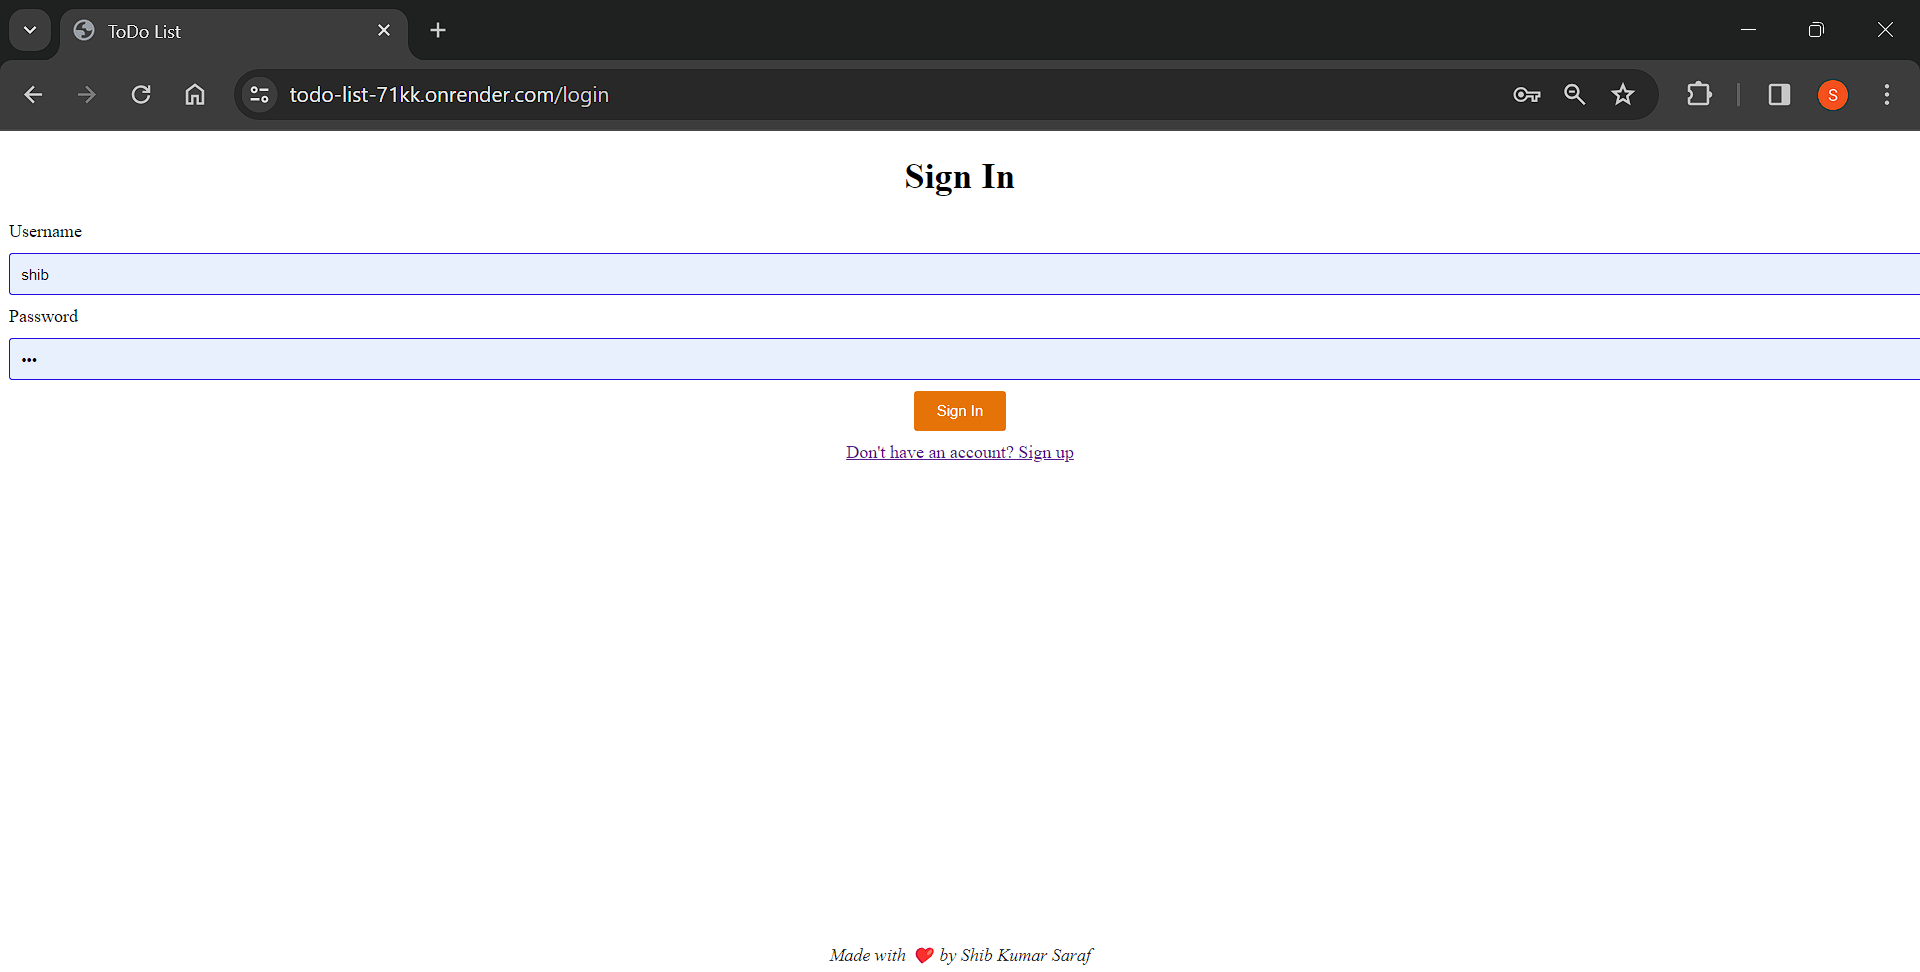 ToDo List
todo-list-71kk.onrender.com/login
S
Sign In
Username
shib
Password
•••
Sign In
Don't have an account? Sign up
Made with ❤️ by Shib Kumar Saraf